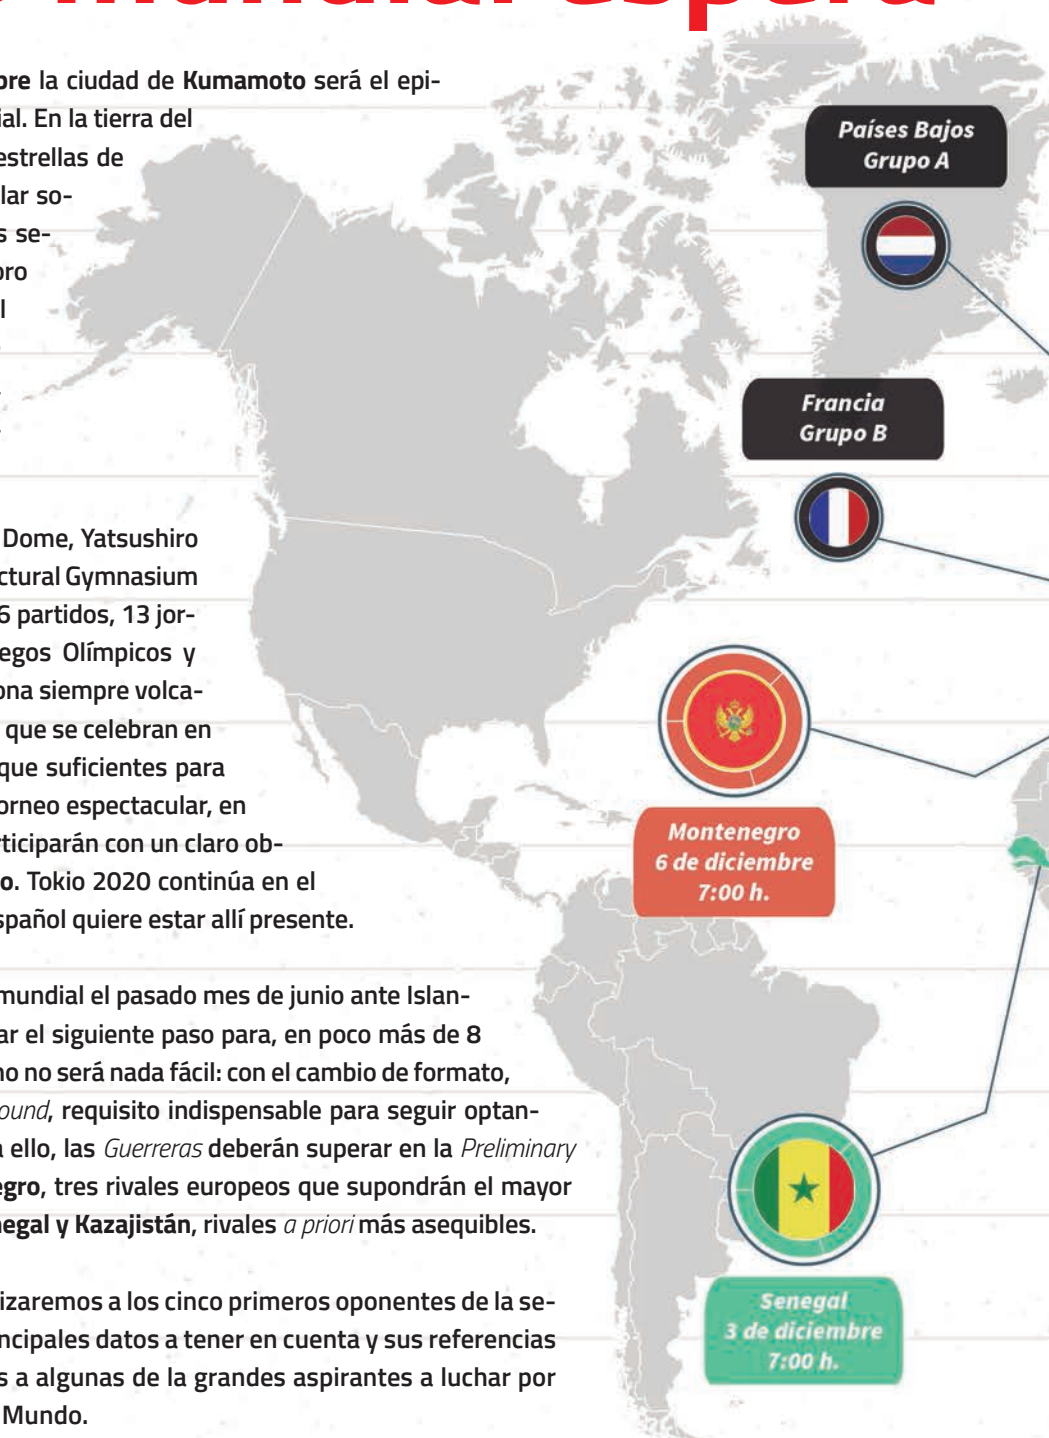 mundial espera
bre la ciudad de Kumamoto será el epi-
ial. En la tierra del
estrellas de
lar so-
s se-
oro
l
Dome, Yatsushiro
ctural Gymnasium
6 partidos, 13 jor-
egos Olímpicos y
ona siempre volca-
que se celebran en
que suficientes para
orneo espectacular, en
rticiparán con un claro ob-
o. Tokio 2020 continúa en el
spañol quiere estar allí presente.
mundial el pasado mes de junio ante Islan-
ar el siguiente paso para, en poco más de 8
no no será nada fácil: con el cambio de formato,
ound, requisito indispensable para seguir optan-
a ello, las Guerreras deberán superar en la Preliminary
egro, tres rivales europeos que supondrán el mayor
negal y Kazajistán, rivales a priori más asequibles.
izaremos a los cinco primeros oponentes de la se-
incipales datos a tener en cuenta y sus referencias
s a algunas de la grandes aspirantes a luchar por
Mundo.
Países Bajos
Grupo A
Francia
Grupo B
Montenegro
6 de diciembre
7:00 h.
Senegal
3 de diciembre
7:00 h.